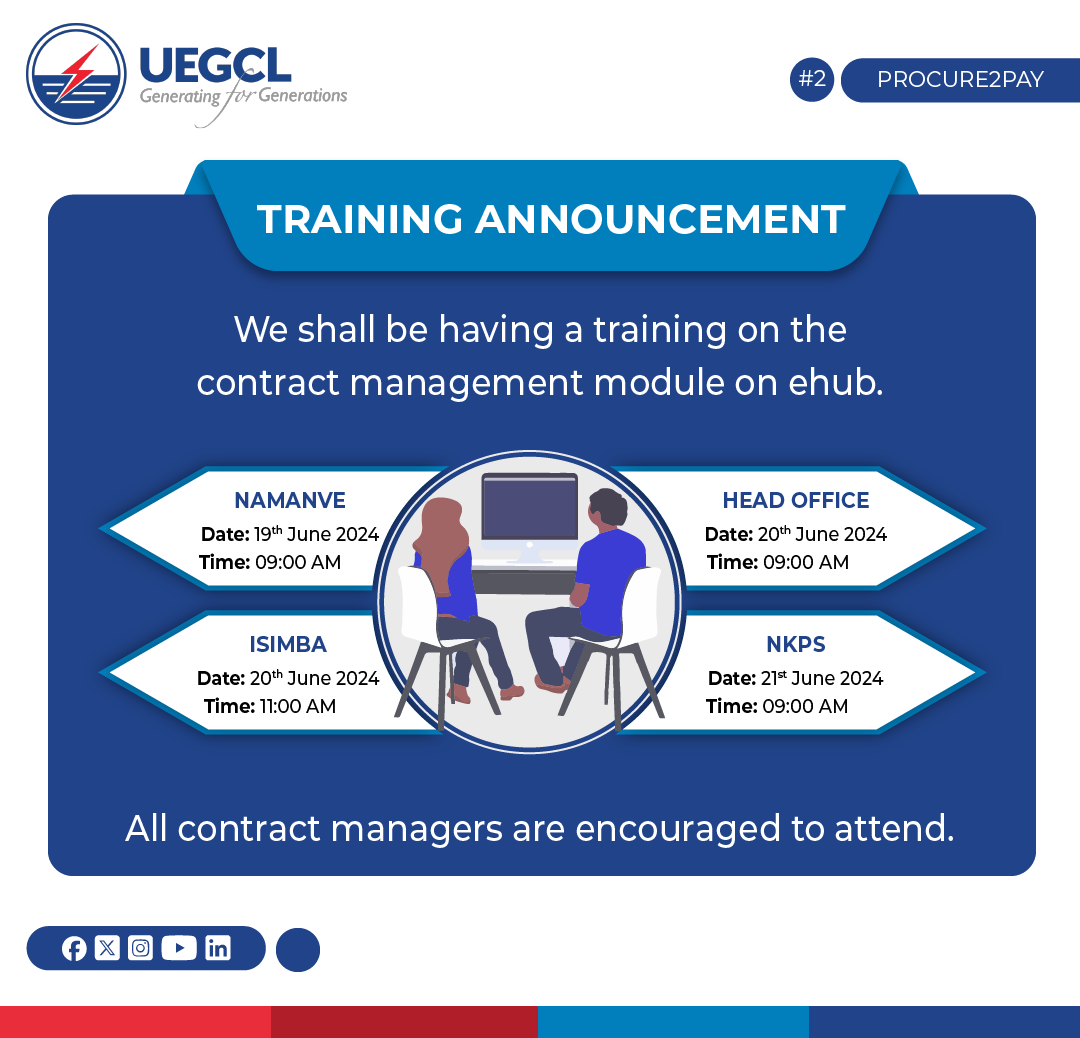 UEGCL
Generating for Generations
#2
PROCURE2PAY
TRAINING ANNOUNCEMENT
We shall be having a training on the
contract management module on ehub.
NAMANVE
Date: 19th June 2024
Time: 09:00 AM
HEAD OFFICE
Date: 20th June 2024
Time: 09:00 AM
ISIMBA
Date: 20th June 2024
Time: 11:00 AM
NKPS
Date: 21st June 2024
Time: 09:00 AM
All contract managers are encouraged to attend.